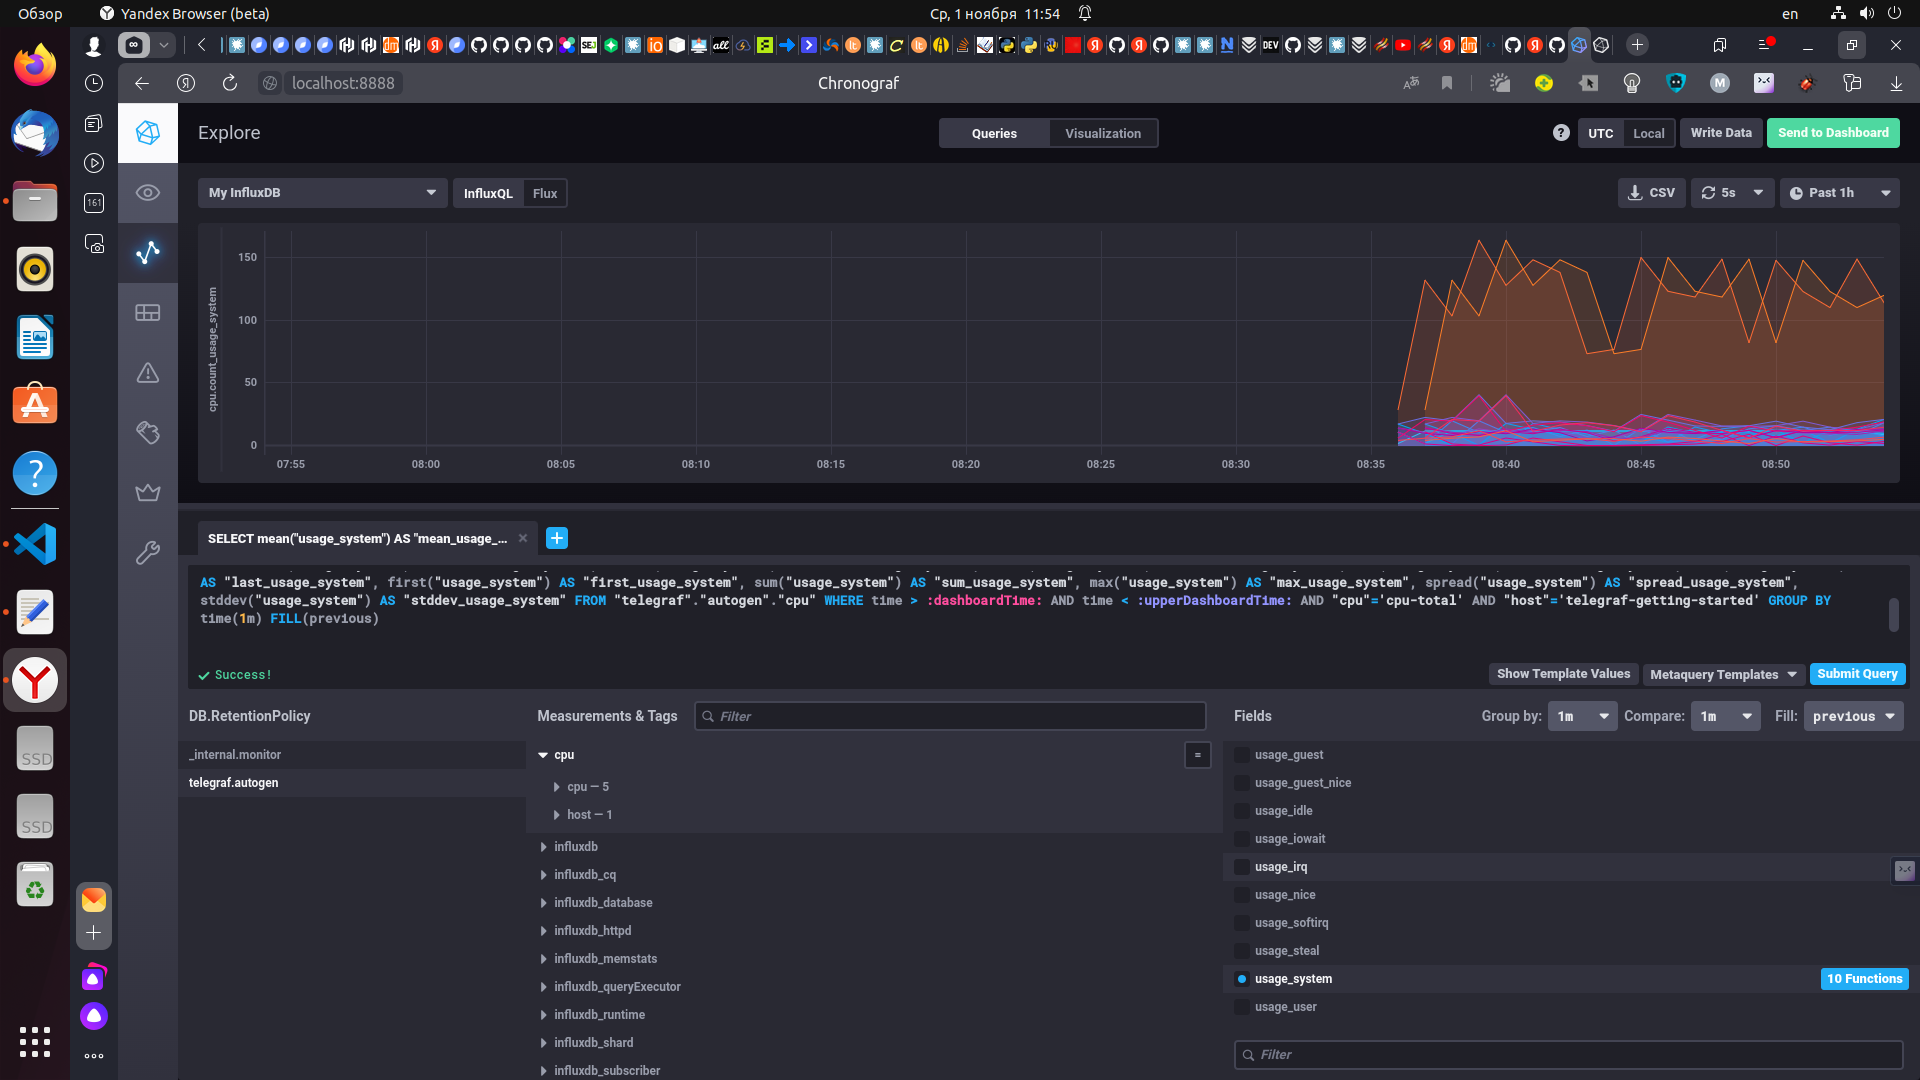 Обзор
Yandex Browser (beta)
Ср, 1 ноября 11:54
en
localhost:8888
Chronograf
161
Explore
Queries
Visualization
?
UTC
Local
Write Data
Send to Dashboard
My InfluxDB
InfluxQL
Flux
CSV
5s
Past 1h
cpu.count_usage_system
150
100
50
0
07:55
08:00
08:05
08:10
08:15
08:20
08:25
08:30
08:35
08:40
08:45
08:50
SELECT mean("usage_system") AS "mean_usage_...
AS "last_usage_system", first("usage_system") AS "first_usage_system", sum("usage_system") AS "sum_usage_system", max("usage_system") AS "max_usage_system", spread("usage_system") AS "spread_usage_system",
stddev("usage_system") AS "stddev_usage_system" FROM "telegraf"."autogen"."cpu" WHERE time > :dashboardTime: AND time < :upperDashboardTime: AND "cpu"='cpu-total' AND "host"='telegraf-getting-started' GROUP BY
time(1m) FILL(previous)
Success!
Show Template Values
Metaquery Templates
Submit Query
DB.RetentionPolicy
Measurements & Tags
Filter
Fields
Group by:
1m
Compare:
1m
Fill:
previous
_internal.monitor
telegraf.autogen
cpu
=
cpu — 5
host — 1
influxdb
influxdb_cq
influxdb_database
influxdb_httpd
influxdb_memstats
influxdb_queryExecutor
influxdb_runtime
influxdb_shard
influxdb_subscriber
usage_guest
usage_guest_nice
usage_idle
usage_iowait
usage_irq
usage_nice
usage_softirq
usage_steal
usage_system
10 Functions
usage_user
Filter
SSD
SSD